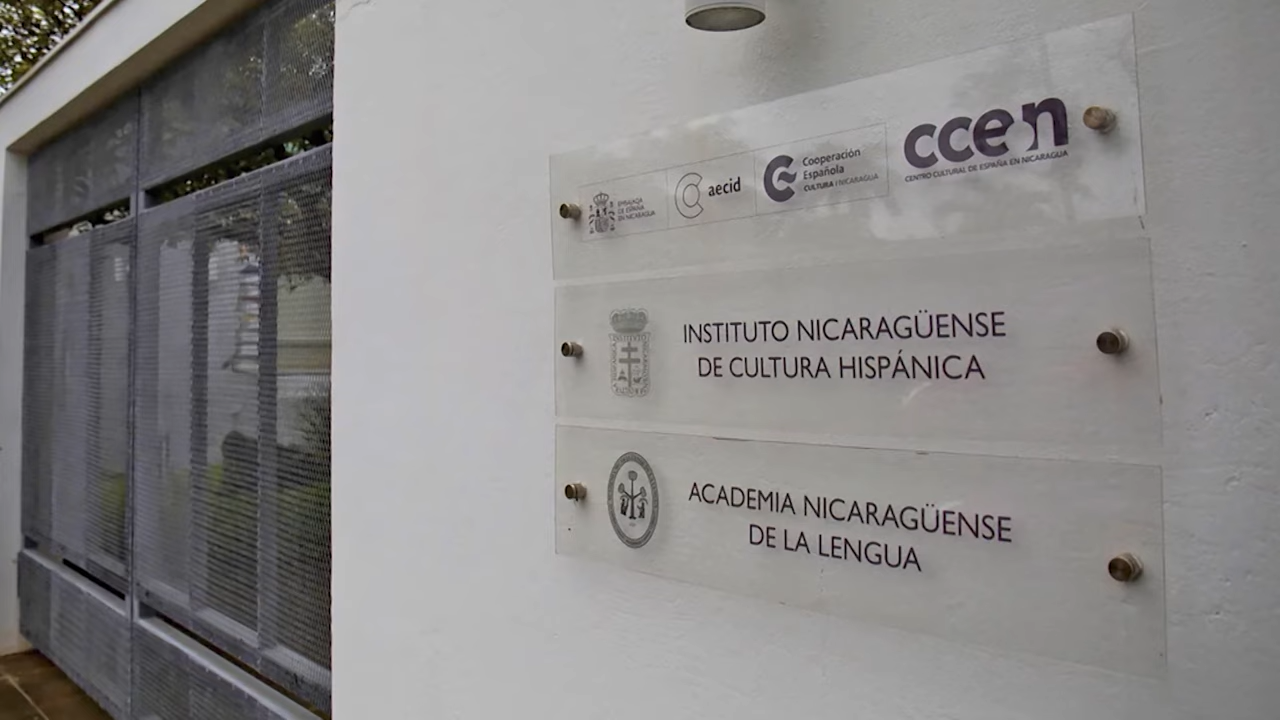 EMBAJADA
DE ESPAÑA
EN NICARAGUA
aecid
Cooperación
Española
CULTURA / NICARAGUA
ccen
CENTRO CULTURAL DE ESPAÑA EN NICARAGUA
INSTITUTO NICARAGÜENSE
DE CULTURA HISPÁNICA
ACADEMIA NICARAGÜENSE
DE LA LENGUA